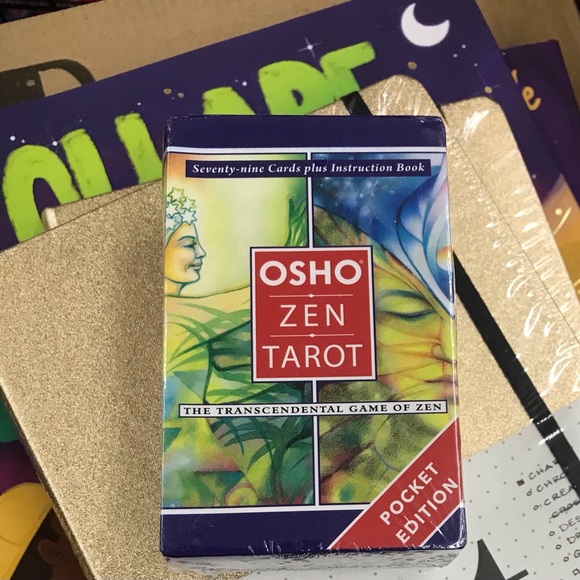 Seventy-nine Cards plus Instruction Book
OSHO®
ZEN
TAROT
THE TRANSCENDENTAL GAME OF ZEN
POCKET
EDITION